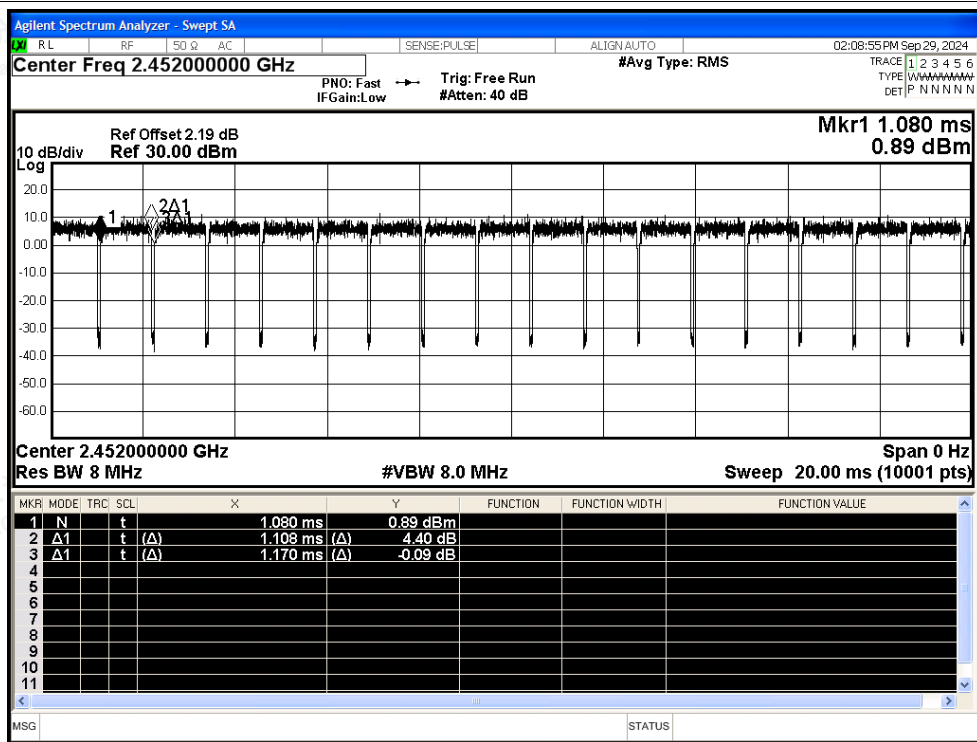 Agilent Spectrum Analyzer - Swept SA
LXI RL RF 50 Ω AC SENSE:PULSE ALIGN AUTO 02:08:55 PM Sep 29, 2024
Center Freq 2.452000000 GHz #Avg Type: RMS TRACE 1 2 3 4 5 6
PNO: Fast Trig: Free Run TYPE WWWWWW
IFGain:Low #Atten: 40 dB DET P N N N N N
Mkr1 1.080 ms
Ref Offset 2.19 dB 0.89 dBm
10 dB/div Ref 30.00 dBm
Log
20.0
10.0 1 2Δ1 3Δ1
0.00
-10.0
-20.0
-30.0
-40.0
-50.0
-60.0
Center 2.452000000 GHz Span 0 Hz
Res BW 8 MHz #VBW 8.0 MHz Sweep 20.00 ms (10001 pts)
MKR MODE TRC SCL X Y FUNCTION FUNCTION WIDTH FUNCTION VALUE
1 N t 1.080 ms 0.89 dBm
2 Δ1 t (Δ) 1.108 ms (Δ) 4.40 dB
3 Δ1 t (Δ) 1.170 ms (Δ) -0.09 dB
4
5
6
7
8
9
10
11
MSG STATUS